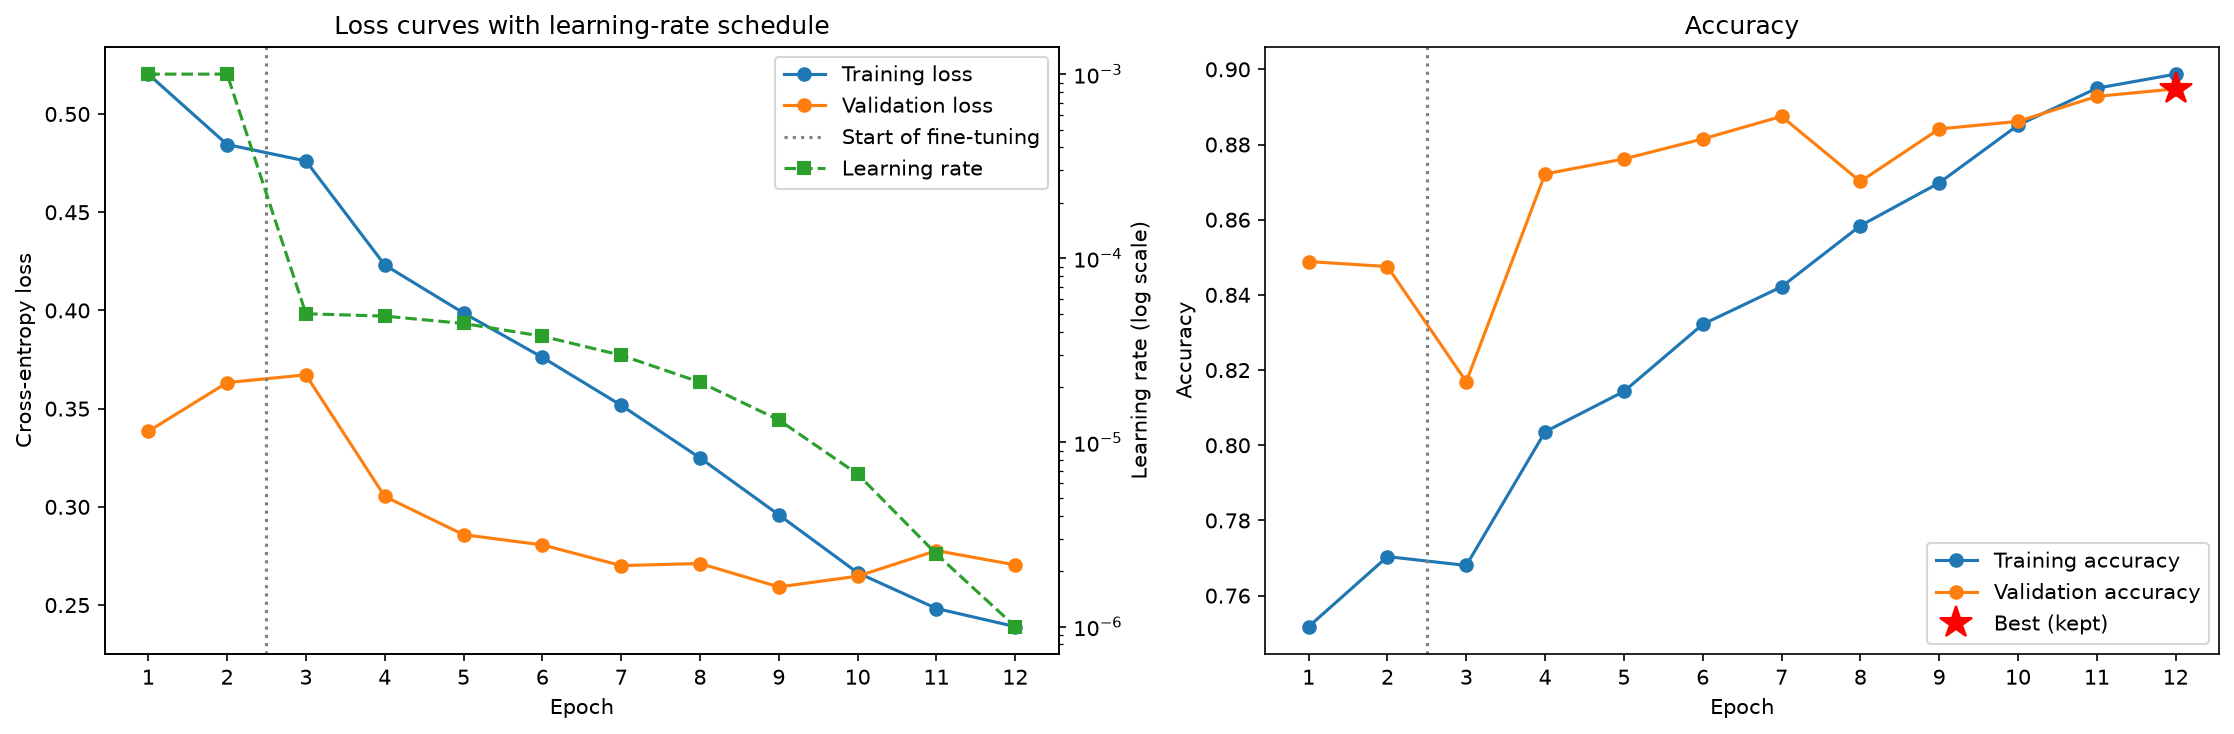 Loss curves with learning-rate schedule
Cross-entropy loss
0.50
0.45
0.40
0.35
0.30
0.25
Training loss
Validation loss
Start of fine-tuning
Learning rate
10⁻³
10⁻⁴
10⁻⁵
10⁻⁶
Learning rate (log scale)
1 2 3 4 5 6 7 8 9 10 11 12
Epoch
Accuracy
Accuracy
0.90
0.88
0.86
0.84
0.82
0.80
0.78
0.76
Training accuracy
Validation accuracy
Best (kept)
1 2 3 4 5 6 7 8 9 10 11 12
Epoch